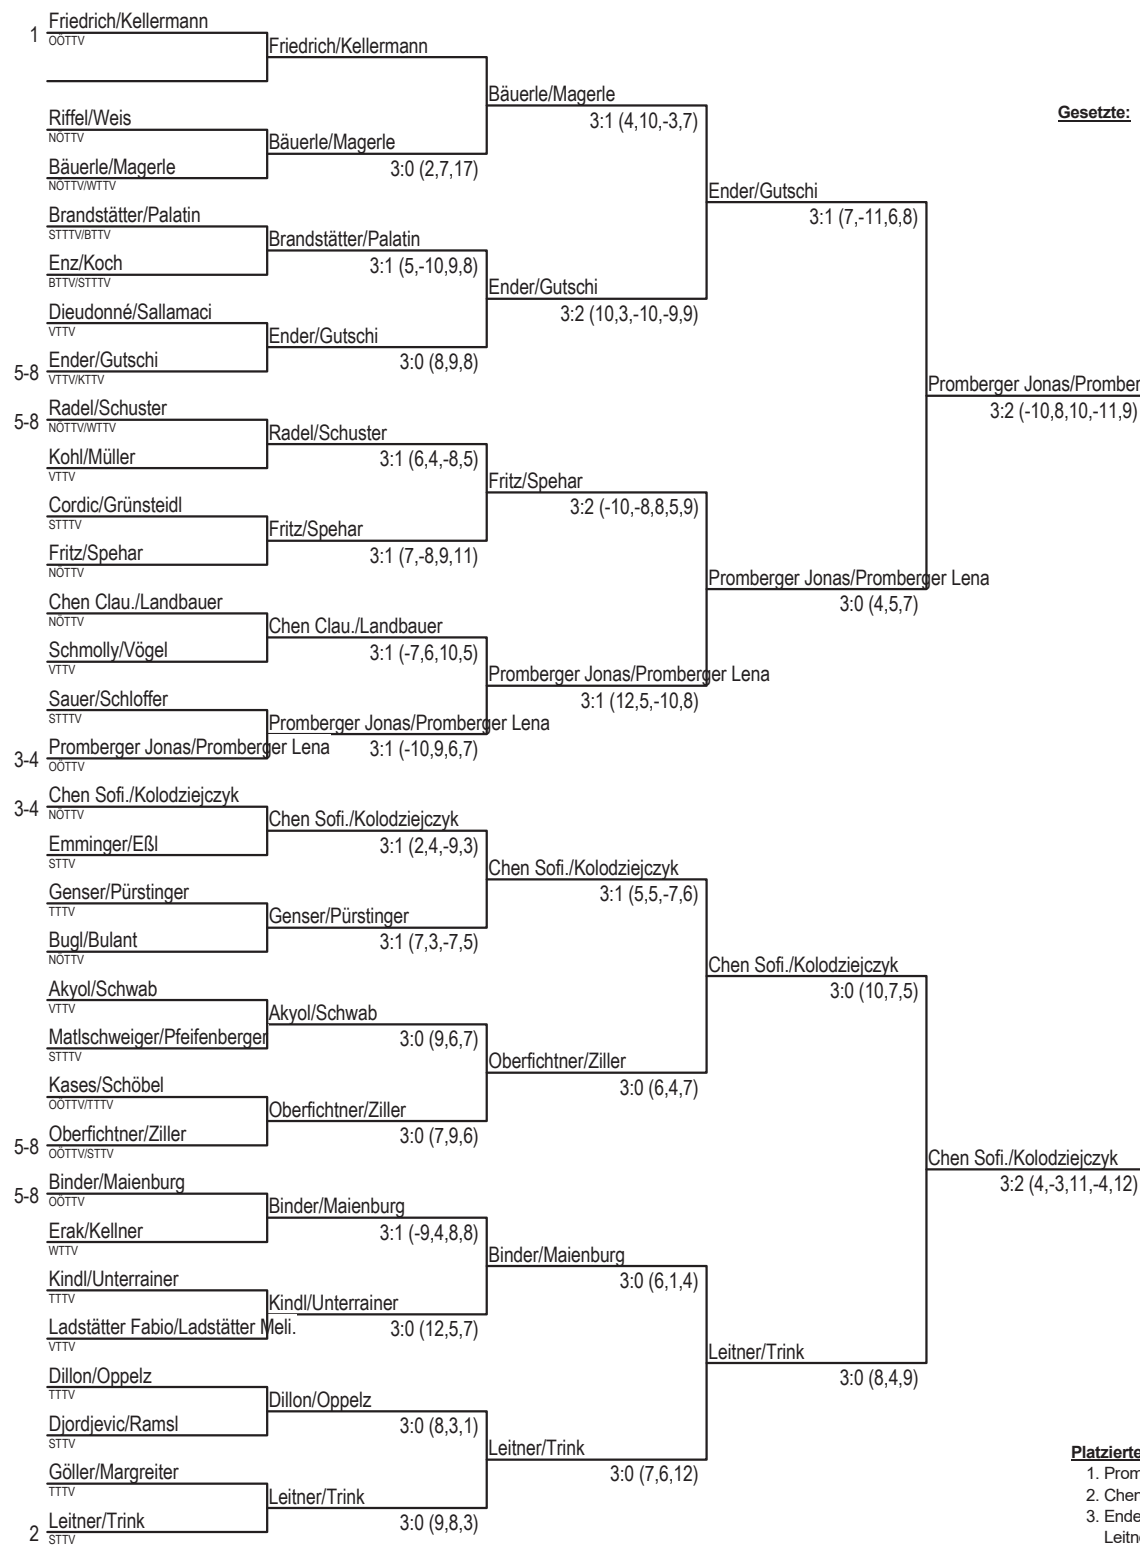 Friedrich/Kellermann
1
OÖTTV
Friedrich/Kellermann
Bäuerle/Magerle
3:1 (4,10,-3,7)
Gesetzte:
Riffel/Weis
NÖTTV
Bäuerle/Magerle
3:0 (2,7,17)
Bäuerle/Magerle
NÖTTV/WTTV
Ender/Gutschi
3:1 (7,-11,6,8)
Brandstätter/Palatin
STTTV/BTTV
Brandstätter/Palatin
3:1 (5,-10,9,8)
Enz/Koch
BTTV/STTTV
Ender/Gutschi
3:2 (10,3,-10,-9,9)
Dieudonné/Sallamaci
VTTV
Ender/Gutschi
3:0 (8,9,8)
Ender/Gutschi
5-8
VTTV/KTTV
Promberger Jonas/Promber
3:2 (-10,8,10,-11,9)
Radel/Schuster
5-8
NÖTTV/WTTV
Radel/Schuster
3:1 (6,4,-8,5)
Kohl/Müller
VTTV
Fritz/Spehar
3:2 (-10,-8,8,5,9)
Cordic/Grünsteidl
STTTV
Fritz/Spehar
3:1 (7,-8,9,11)
Fritz/Spehar
NÖTTV
Promberger Jonas/Promberger Lena
3:0 (4,5,7)
Chen Clau./Landbauer
NÖTTV
Chen Clau./Landbauer
3:1 (-7,6,10,5)
Schmolly/Vögel
VTTV
Promberger Jonas/Promberger Lena
3:1 (12,5,-10,8)
Sauer/Schloffer
STTTV
Promberger Jonas/Promberger Lena
3:1 (-10,9,6,7)
Promberger Jonas/Promberger Lena
3-4
OÖTTV
Chen Sofi./Kolodziejczyk
3-4
NÖTTV
Chen Sofi./Kolodziejczyk
3:1 (2,4,-9,3)
Emminger/Eßl
STTV
Chen Sofi./Kolodziejczyk
3:1 (5,5,-7,6)
Genser/Pürstinger
TTTV
Genser/Pürstinger
3:1 (7,3,-7,5)
Bugl/Bulant
NÖTTV
Chen Sofi./Kolodziejczyk
3:0 (10,7,5)
Akyol/Schwab
VTTV
Akyol/Schwab
3:0 (9,6,7)
Matlschweiger/Pfeifenberger
STTTV
Oberfichtner/Ziller
3:0 (6,4,7)
Kases/Schöbel
OÖTTV/TTTV
Oberfichtner/Ziller
3:0 (7,9,6)
Oberfichtner/Ziller
5-8
OÖTTV/STTV
Chen Sofi./Kolodziejczyk
3:2 (4,-3,11,-4,12)
Binder/Maienburg
5-8
OÖTTV
Binder/Maienburg
3:1 (-9,4,8,8)
Erak/Kellner
WTTV
Binder/Maienburg
3:0 (6,1,4)
Kindl/Unterrainer
TTTV
Kindl/Unterrainer
3:0 (12,5,7)
Ladstätter Fabio/Ladstätter Meli.
VTTV
Leitner/Trink
3:0 (8,4,9)
Dillon/Oppelz
TTTV
Dillon/Oppelz
3:0 (8,3,1)
Djordjevic/Ramsl
STTV
Leitner/Trink
3:0 (7,6,12)
Göller/Margreiter
TTTV
Leitner/Trink
3:0 (9,8,3)
Leitner/Trink
2
STTV
Platzierte
1. Prom
2. Chen
3. Ende
Leitn